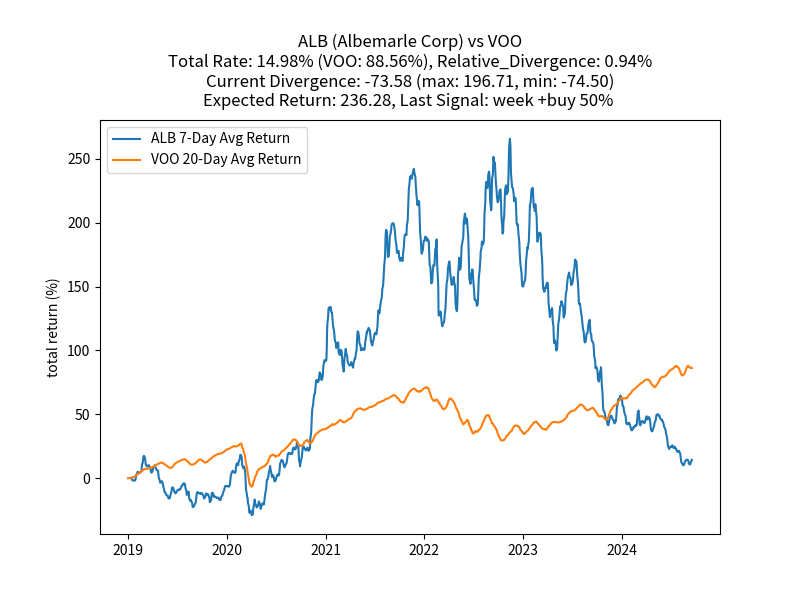 ALB (Albemarle Corp) vs VOO
Total Rate: 14.98% (VOO: 88.56%), Relative_Divergence: 0.94%
Current Divergence: -73.58 (max: 196.71, min: -74.50)
Expected Return: 236.28, Last Signal: week +buy 50%
ALB 7-Day Avg Return
VOO 20-Day Avg Return
total return (%)
250
200
150
100
50
0
2019 2020 2021 2022 2023 2024